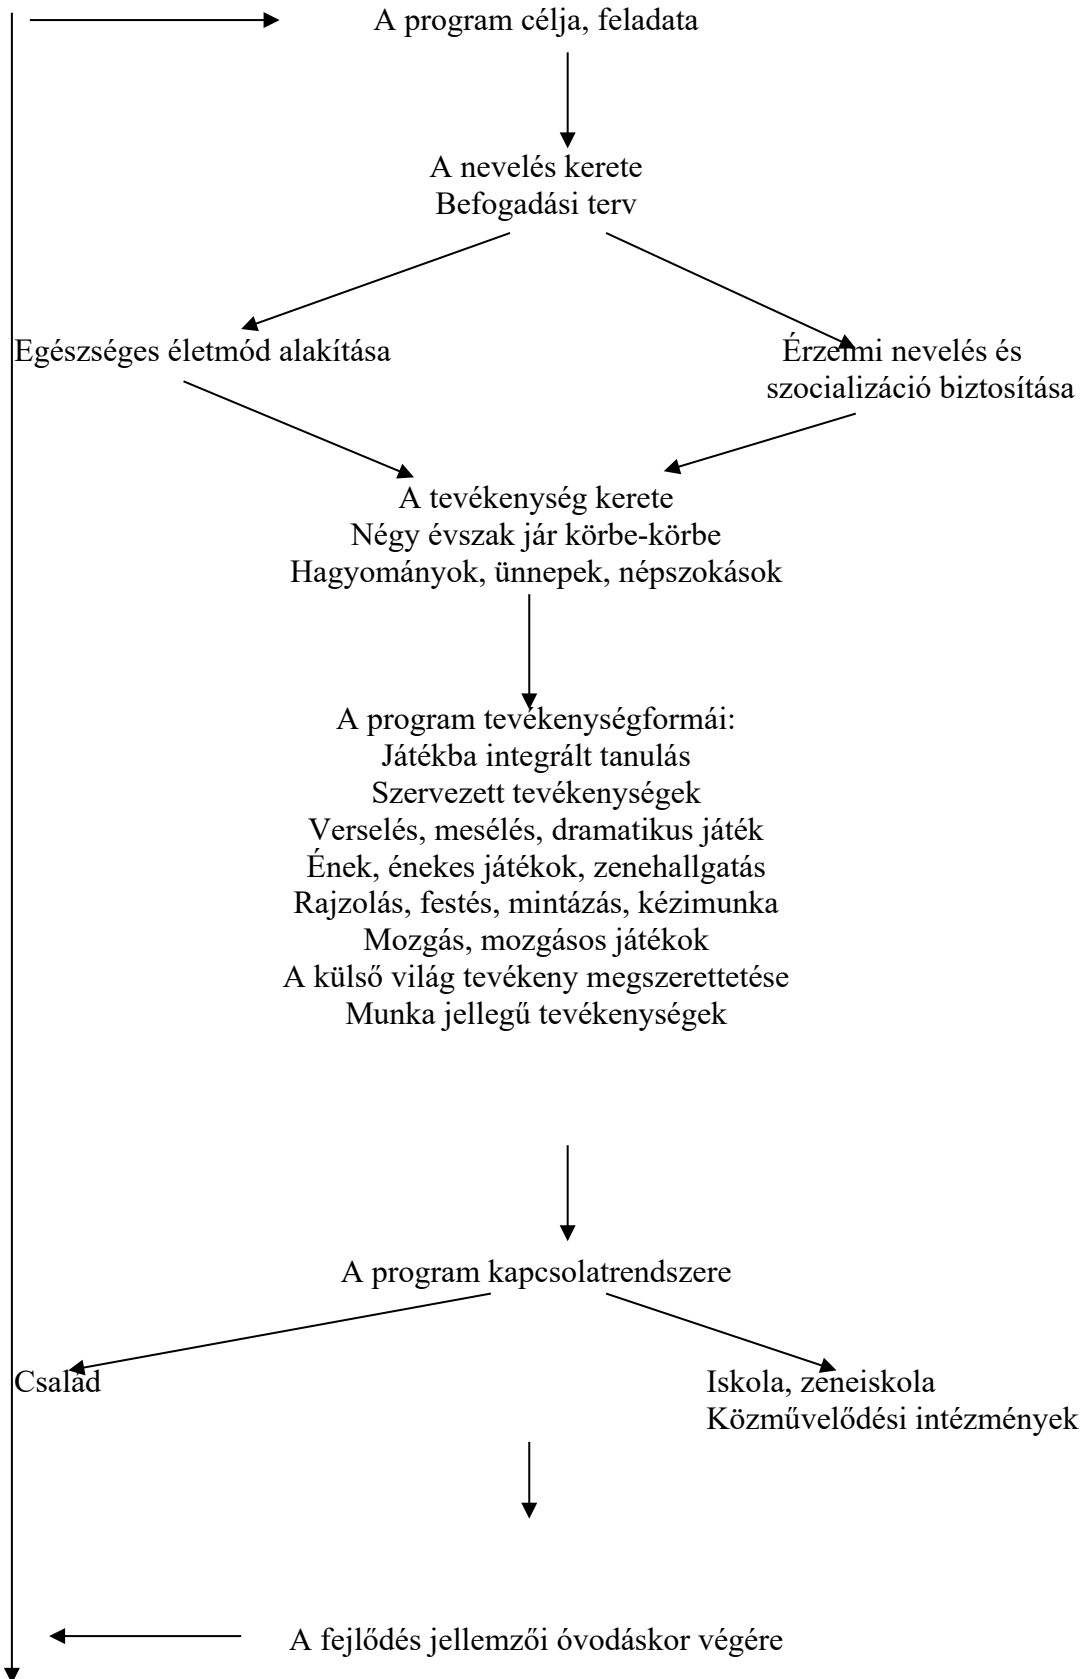 A program célja, feladata
A nevelés kerete
Befogadási terv
Egészséges életmód alakítása
Érzelmi nevelés és
szocializáció biztosítása
A tevékenység kerete
Négy évszak jár körbe-körbe
Hagyományok, ünnepek, népszokások
A program tevékenységformái:
Játékba integrált tanulás
Szervezett tevékenységek
Verselés, mesélés, dramatikus játék
Ének, énekes játékok, zenehallgatás
Rajzolás, festés, mintázás, kézimunka
Mozgás, mozgásos játékok
A külső világ tevékeny megszerettetése
Munka jellegű tevékenységek
A program kapcsolatrendszere
Család
Iskola, zeneiskola
Közművelődési intézmények
A fejlődés jellemzői óvodáskor végére